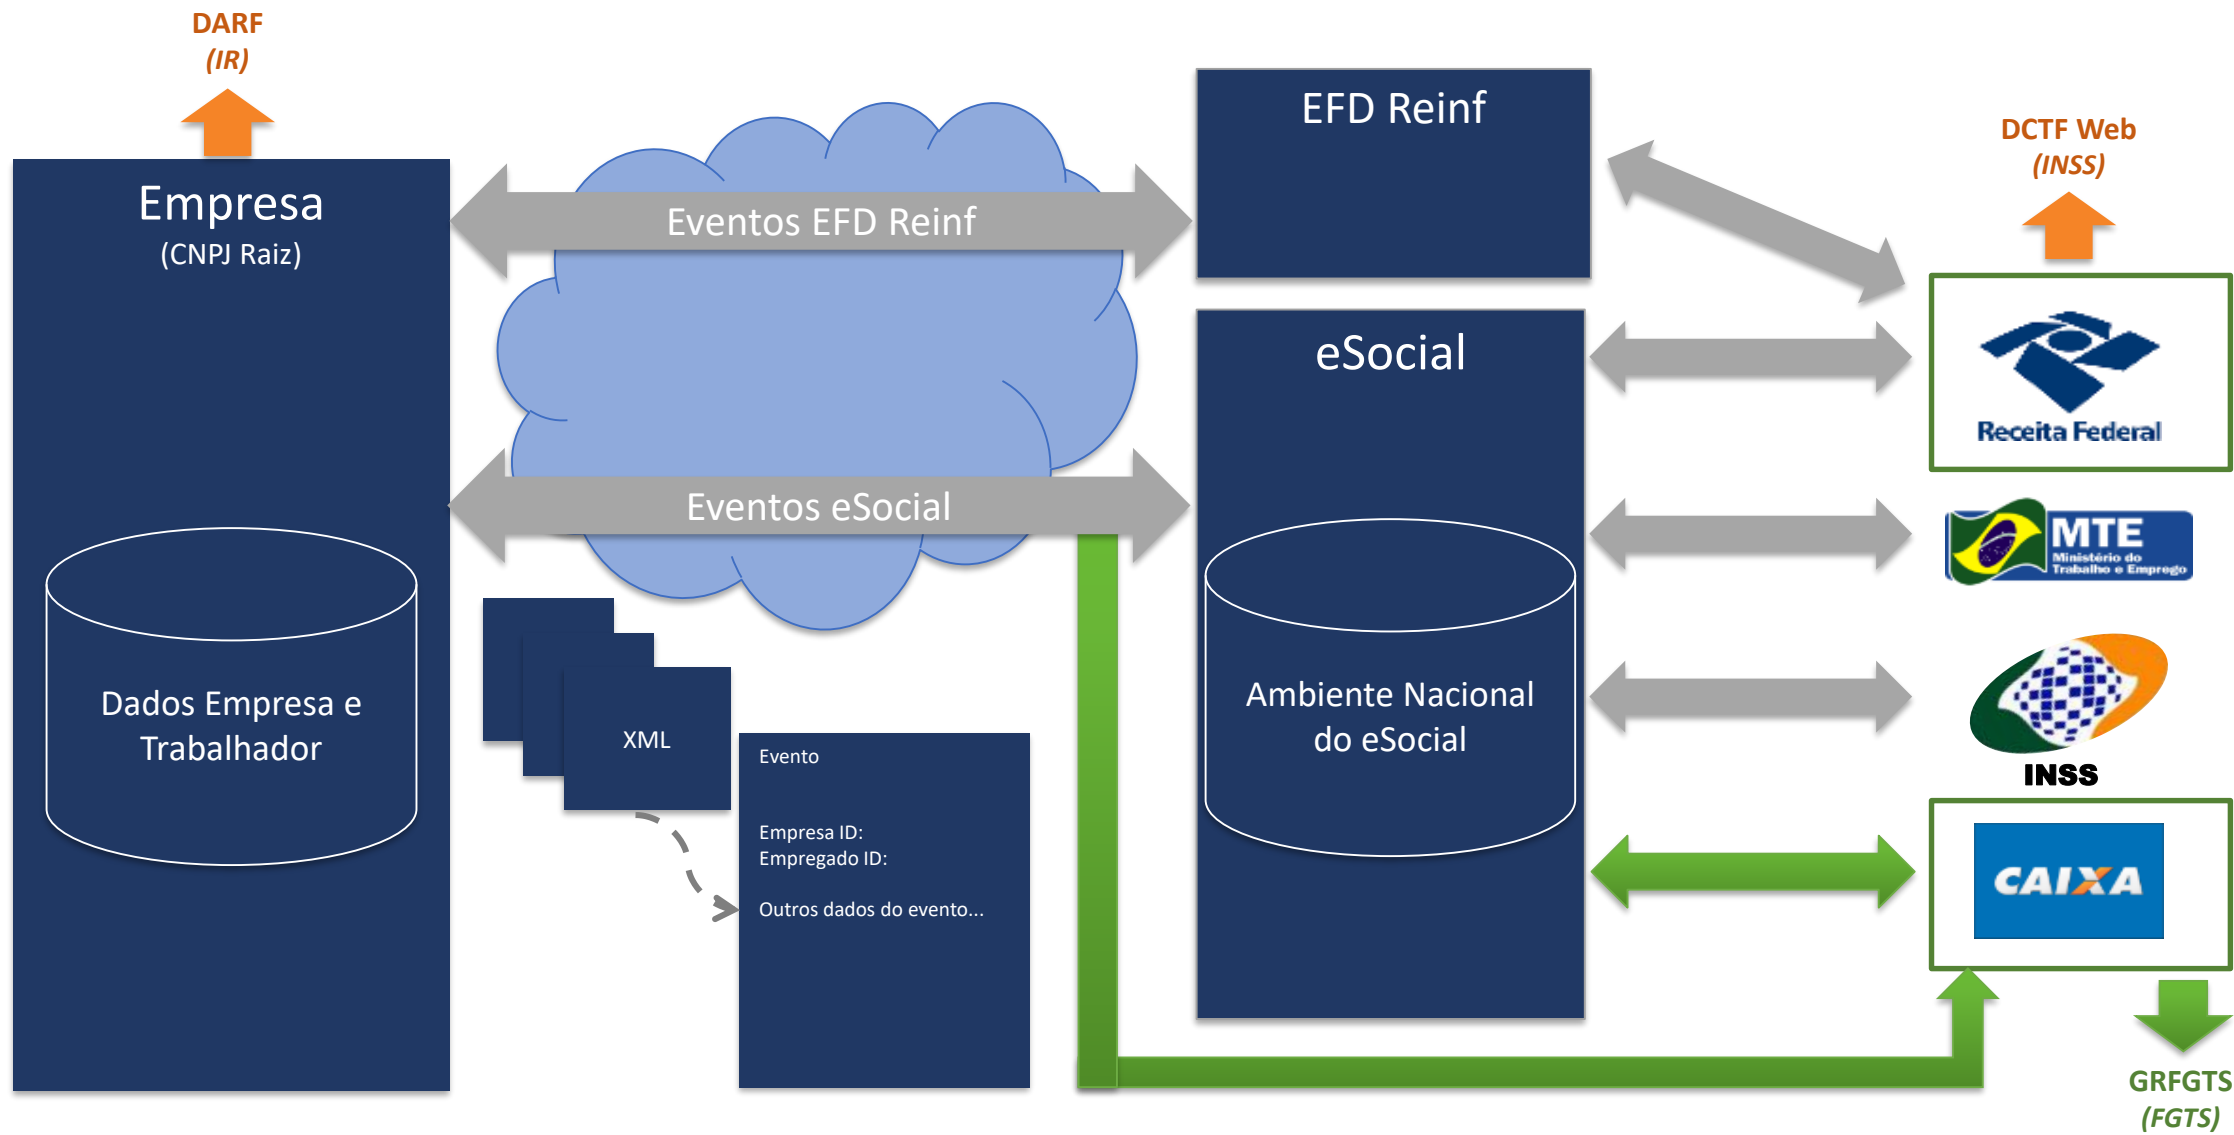 DARF
(IR)
Empresa
(CNPJ Raiz)
Dados Empresa e
Trabalhador
Eventos EFD Reinf
Eventos eSocial
XML
Evento
Empresa ID:
Empregado ID:
Outros dados do evento...
EFD Reinf
eSocial
Ambiente Nacional
do eSocial
DCTF Web
(INSS)
Receita Federal
MTE
Ministério do
Trabalho e Emprego
INSS
CAIXA
GRFGTS
(FGTS)